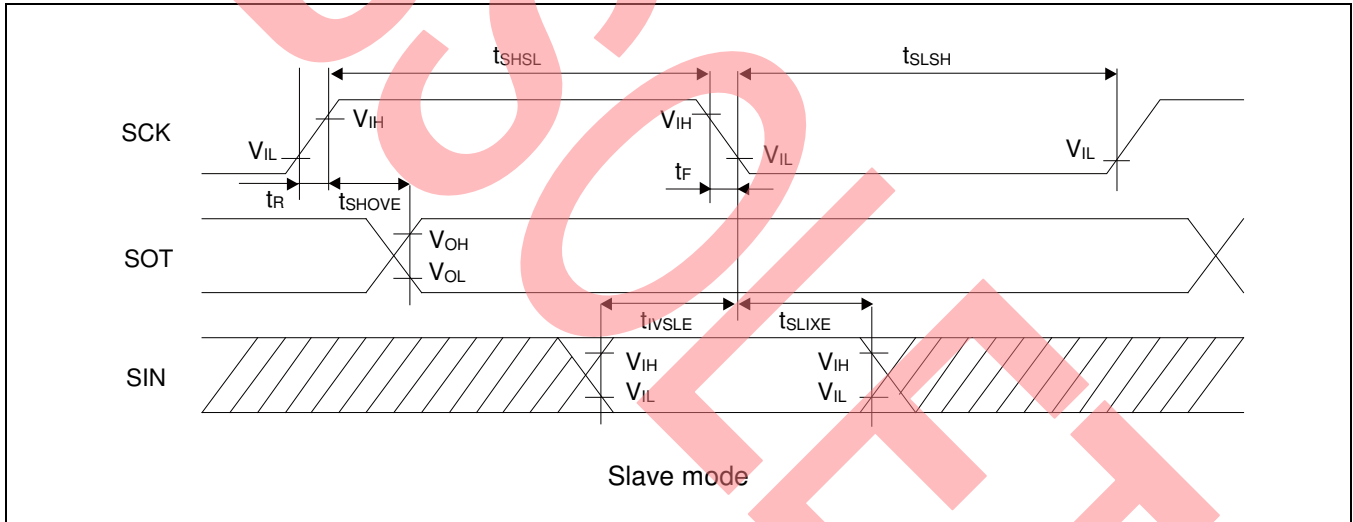 tSHSL
tSLSH
SCK
VIH
VIH
VIL
VIL
VIL
tF
tR
tSHOVE
SOT
VOH
VOL
tIVSLE
tSLIXE
SIN
VIH
VIH
VIL
VIL
Slave mode